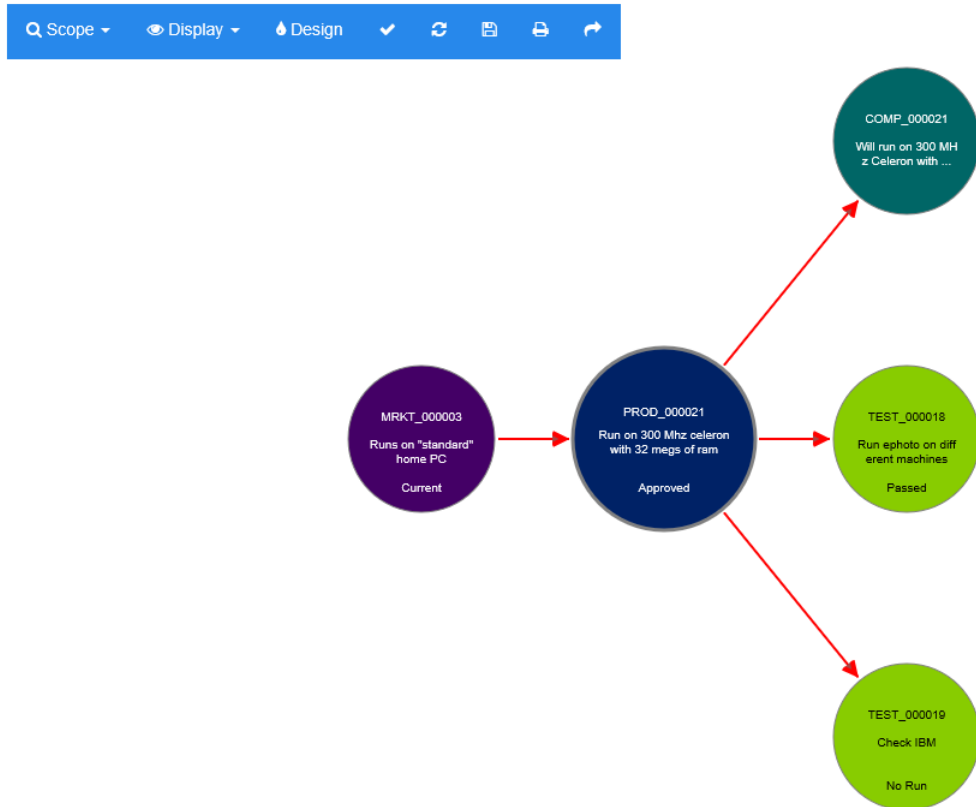 Scope Display Design
COMP_000021
Will run on 300 MH
z Celeron with ...
MRKT_000003
Runs on "standard"
home PC
Current
PROD_000021
Run on 300 Mhz celeron
with 32 megs of ram
Approved
TEST_000018
Run ephoto on diff
erent machines
Passed
TEST_000019
Check IBM
No Run